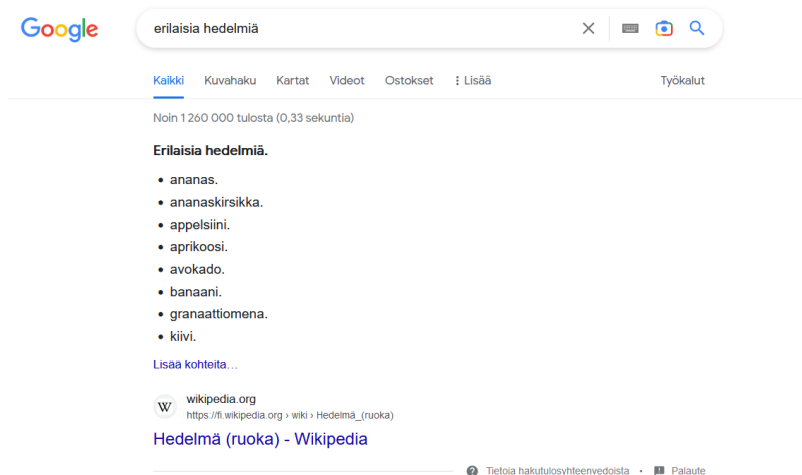 Google
erilaisia hedelmiä
Kaikki Kuvahaku Kartat Videot Ostokset Lisää Työkalut
Noin 1 260 000 tulosta (0,33 sekuntia)
Erilaisia hedelmiä.
• ananas.
• ananaskirsikka.
• appelsiini.
• aprikoosi.
• avokado.
• banaani.
• granaattiomena.
• kiivi.
Lisää kohteita…
W wikipedia.org
https://fi.wikipedia.org › wiki › Hedelmä_(ruoka)
Hedelmä (ruoka) - Wikipedia
Tietoja hakutulosyhteenvedoista • Palaute